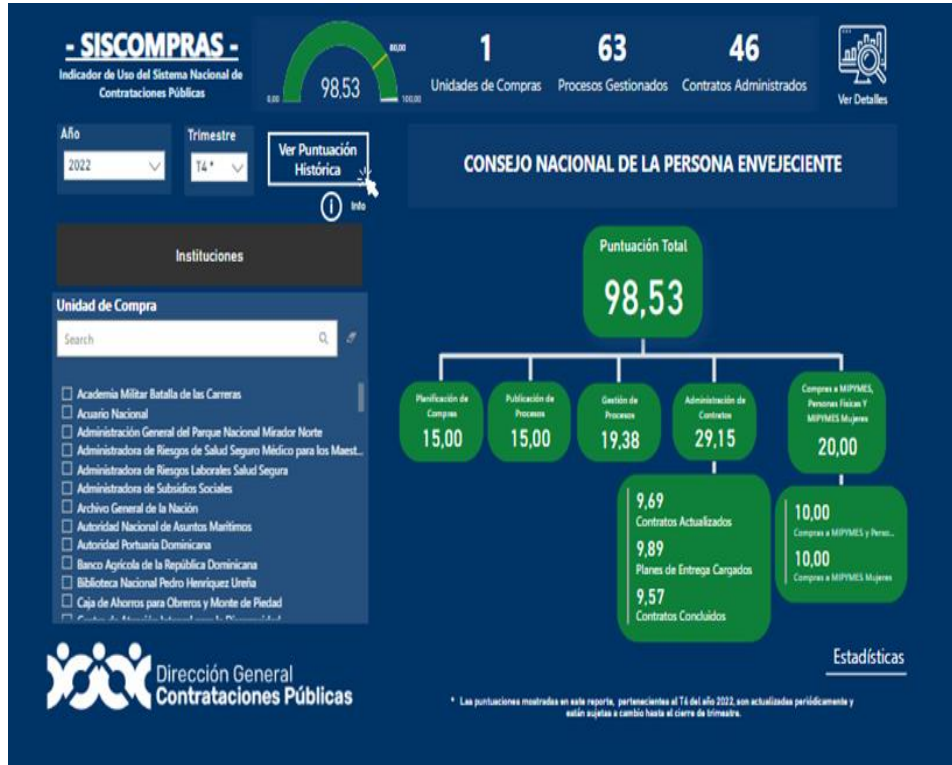 - SISCOMPRAS -
Indicador de Uso del Sistema Nacional de
Contrataciones Públicas
80,00
98,53
0,00
100,00
1
Unidades de Compras
63
Procesos Gestionados
46
Contratos Administrados
Ver Detalles
Año
2022
Trimestre
T4 *
Ver Puntuación
Histórica
Info
CONSEJO NACIONAL DE LA PERSONA ENVEJECIENTE
Instituciones
Unidad de Compra
Search
Academia Militar Batalla de las Carreras
Acuario Nacional
Administración General del Parque Nacional Mirador Norte
Administradora de Riesgos de Salud Seguro Médico para los Maest...
Administradora de Riesgos Laborales Salud Segura
Administradora de Subsidios Sociales
Archivo General de la Nación
Autoridad Nacional de Asuntos Marítimos
Autoridad Portuaria Dominicana
Banco Agrícola de la República Dominicana
Biblioteca Nacional Pedro Henríquez Ureña
Caja de Ahorros para Obreros y Monte de Piedad
Puntuación Total
98,53
Planificación de
Compras
15,00
Publicación de
Procesos
15,00
Gestión de
Procesos
19,38
Administración de
Contratos
29,15
Compras a MIPYMES,
Personas Físicas Y
MIPYMES Mujeres
20,00
9,69
Contratos Actualizados
9,89
Planes de Entrega Cargados
9,57
Contratos Concluidos
10,00
Compras a MIPYMES y Perso...
10,00
Compras a MIPYMES Mujeres
Estadísticas
Dirección General
Contrataciones Públicas
* Las puntuaciones mostradas en este reporte, pertenecientes al T4 del año 2022, son actualizadas periódicamente y
están sujetas a cambio hasta el cierre de trimestre.